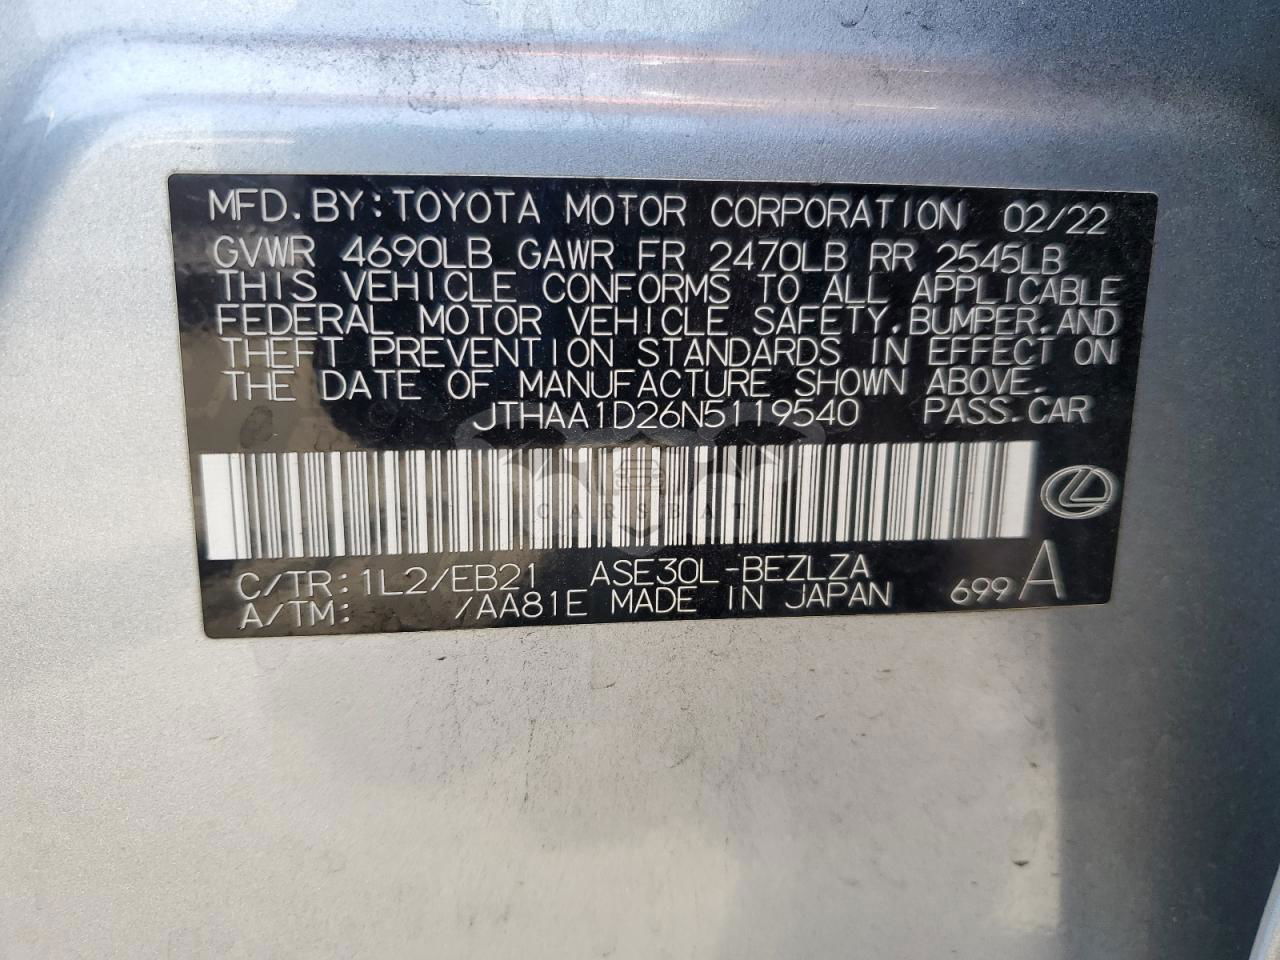 MFD.BY:TOYOTA MOTOR CORPORATION 02/22
GVWR 4690LB GAWR FR 2470LB RR 2545LB
THIS VEHICLE CONFORMS TO ALL APPLICABLE
FEDERAL MOTOR VEHICLE SAFETY,BUMPER,AND
THEFT PREVENTION STANDARDS IN EFFECT ON
THE DATE OF MANUFACTURE SHOWN ABOVE.
JTHAA1D26N5119540 PASS.CAR
CARSBAT
C/TR:1L2/EB21 ASE30L-BEZLZA
A/TM: /AA81E MADE IN JAPAN 699 A